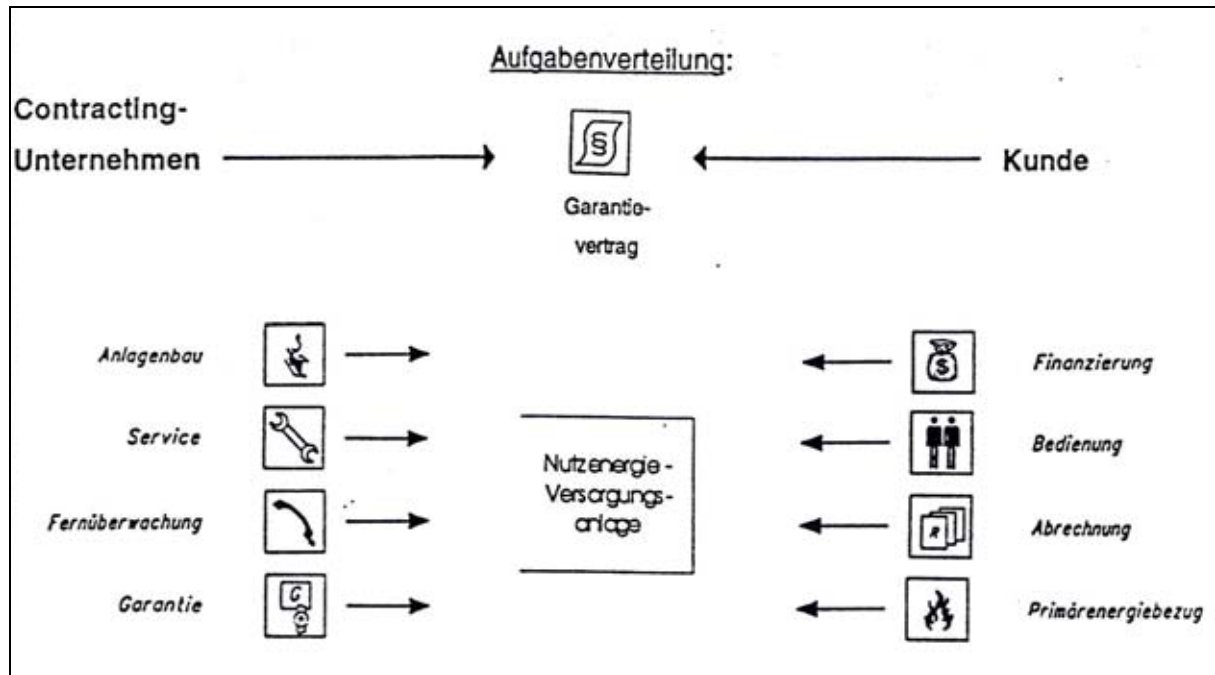 Aufgabenverteilung:
Contracting-
Unternehmen
§
Kunde
Garantie-
vertrag
Anlagenbau
$
Finanzierung
Service
Nutzenergie-
Versorgungs-
anlage
Bedienung
Fernüberwachung
R
Abrechnung
Garantie
G
Primärenergiebezug